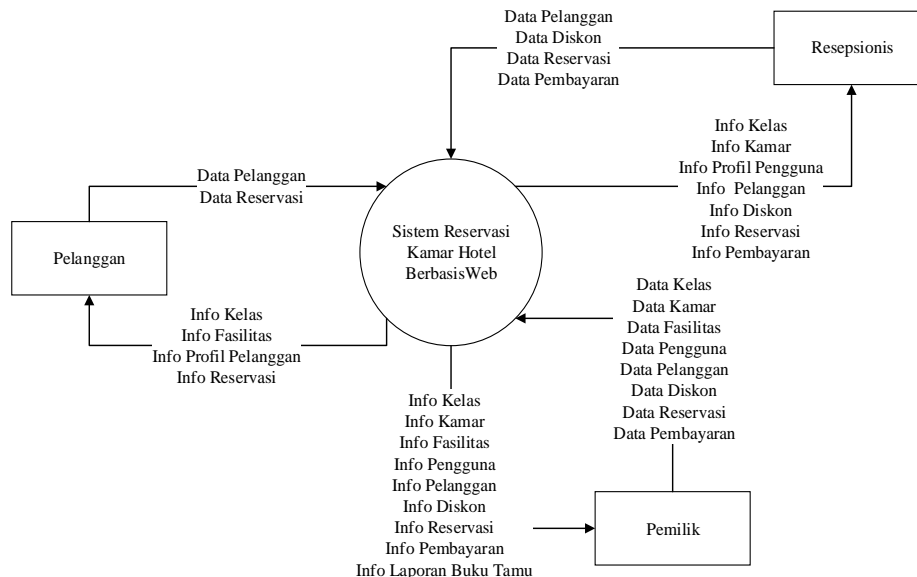 Data Pelanggan
Data Diskon
Data Reservasi
Data Pembayaran
Resepsionis
Info Kelas
Info Kamar
Info Profil Pengguna
Info Pelanggan
Info Diskon
Info Reservasi
Info Pembayaran
Data Pelanggan
Data Reservasi
Sistem Reservasi
Kamar Hotel
BerbasisWeb
Pelanggan
Info Kelas
Info Fasilitas
Info Profil Pelanggan
Info Reservasi
Data Kelas
Data Kamar
Data Fasilitas
Data Pengguna
Data Pelanggan
Data Diskon
Data Reservasi
Data Pembayaran
Info Kelas
Info Kamar
Info Fasilitas
Info Pengguna
Info Pelanggan
Info Diskon
Info Reservasi
Info Pembayaran
Info Laporan Buku Tamu
Pemilik